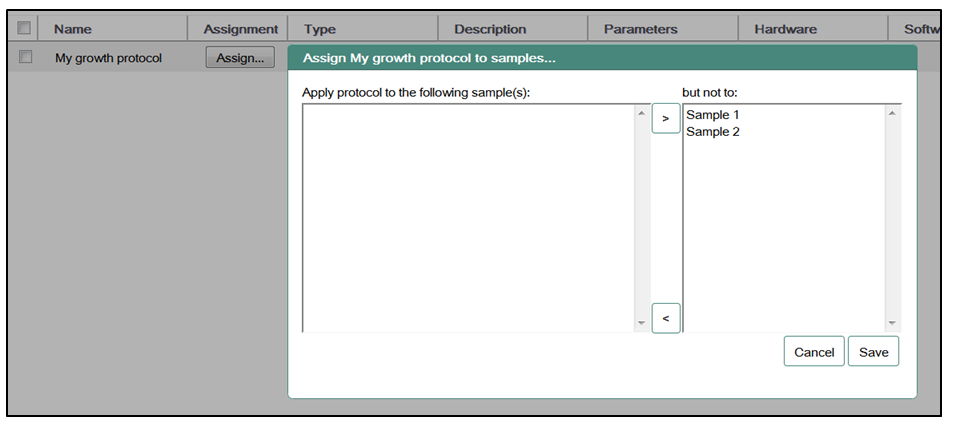 Name Assignment Type Description Parameters Hardware Softw
My growth protocol Assign...
Assign My growth protocol to samples...
Apply protocol to the following sample(s): but not to:
> Sample 1
Sample 2
<
Cancel Save